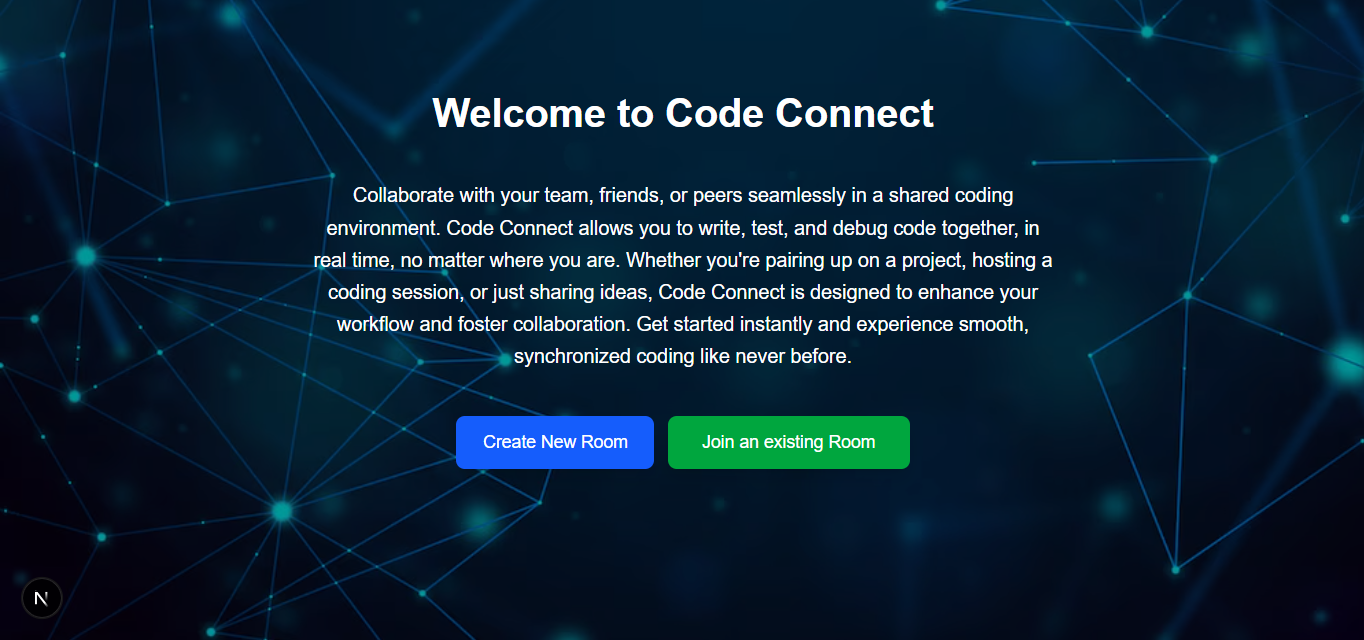 Welcome to Code Connect
Collaborate with your team, friends, or peers seamlessly in a shared coding
environment. Code Connect allows you to write, test, and debug code together, in
real time, no matter where you are. Whether you're pairing up on a project, hosting a
coding session, or just sharing ideas, Code Connect is designed to enhance your
workflow and foster collaboration. Get started instantly and experience smooth,
synchronized coding like never before.
Create New Room
Join an existing Room
N